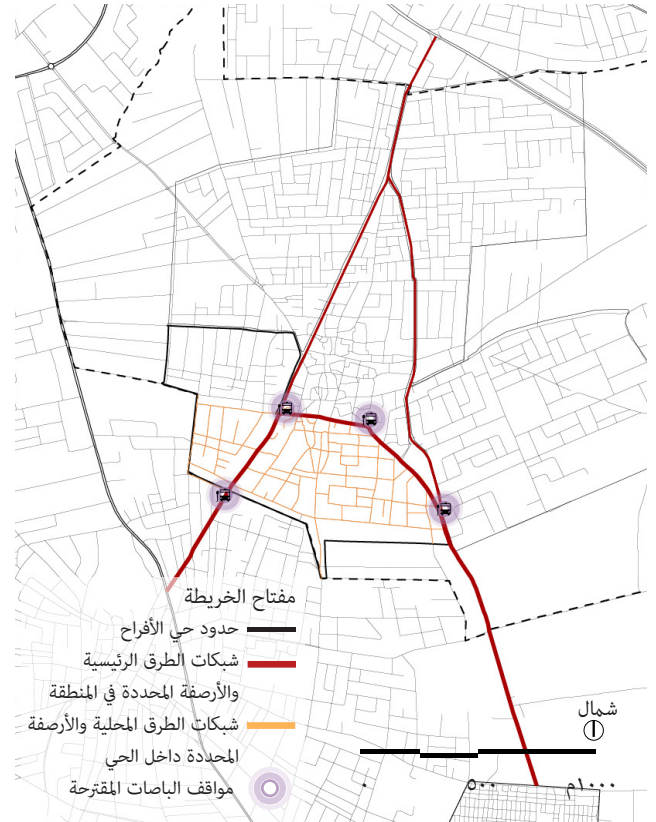 مفتاح الخريطة
حدود حي الأفراح
شبكات الطرق الرئيسية
والأرصفة المحددة في المنطقة
شبكات الطرق المحلية والأرصفة
المحددة داخل الحي
مواقف الباصات المقترحة
شمال
٠ ٥٠٠ ١٠٠٠م